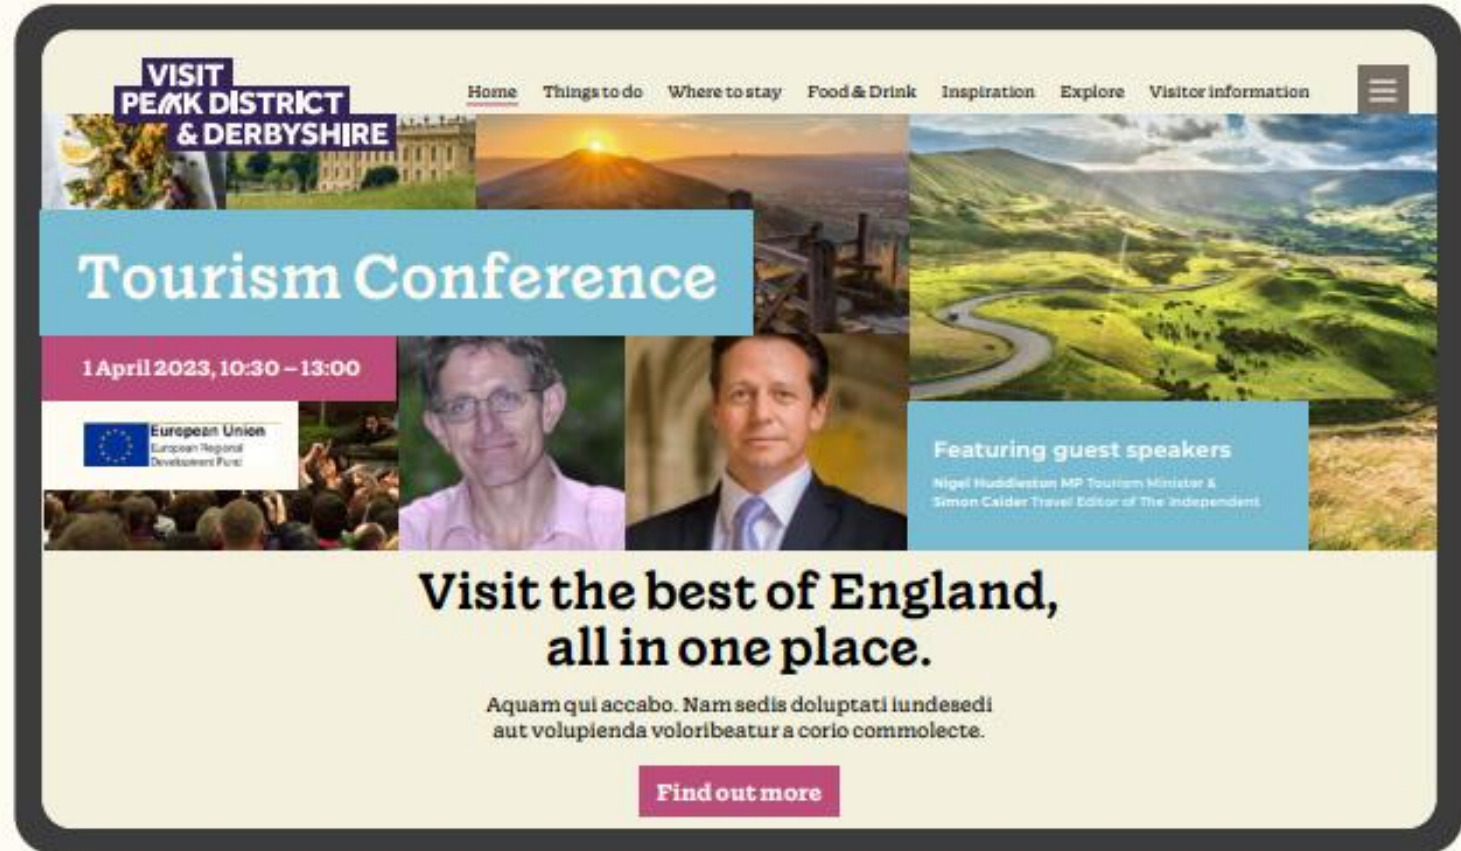 VISIT
PEAK DISTRICT
& DERBYSHIRE
Home Things to do Where to stay Food & Drink Inspiration Explore Visitor information
Tourism Conference
1 April 2023, 10:30 – 13:00
European Union
European Regional
Development Fund
Featuring guest speakers
Nigel Huddleston MP Tourism Minister &
Simon Calder Travel Editor of The Independent
Visit the best of England,
all in one place.
Aquam qui accabo. Nam sedis doluptati iundesedi
aut volupienda voloribeatur a corio commolecte.
Find out more